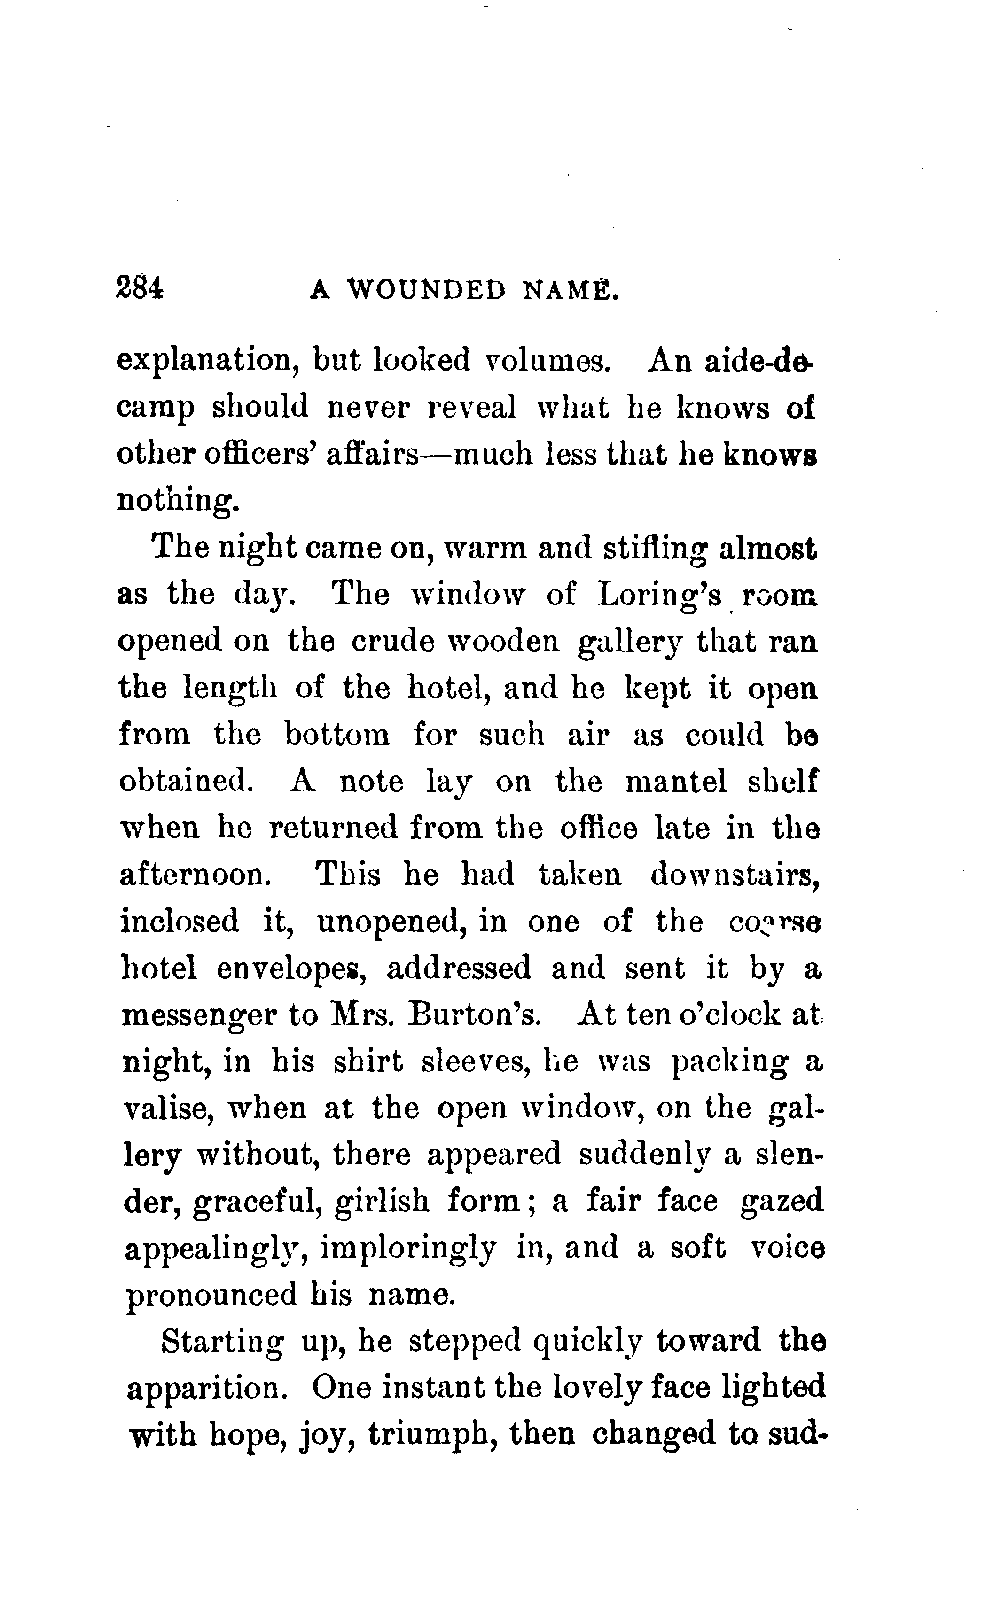 284 A WOUNDED NAME.
explanation, but looked volumes. An aide-de-
camp should never reveal what he knows of
other officers' affairs—much less that he knows
nothing.
The night came on, warm and stifling almost
as the day. The window of Loring's room
opened on the crude wooden gallery that ran
the length of the hotel, and he kept it open
from the bottom for such air as could be
obtained. A note lay on the mantel shelf
when he returned from the office late in the
afternoon. This he had taken downstairs,
inclosed it, unopened, in one of the coarse
hotel envelopes, addressed and sent it by a
messenger to Mrs. Burton's. At ten o'clock at
night, in his shirt sleeves, he was packing a
valise, when at the open window, on the gal-
lery without, there appeared suddenly a slen-
der, graceful, girlish form; a fair face gazed
appealingly, imploringly in, and a soft voice
pronounced his name.
Starting up, he stepped quickly toward the
apparition. One instant the lovely face lighted
with hope, joy, triumph, then changed to sud-